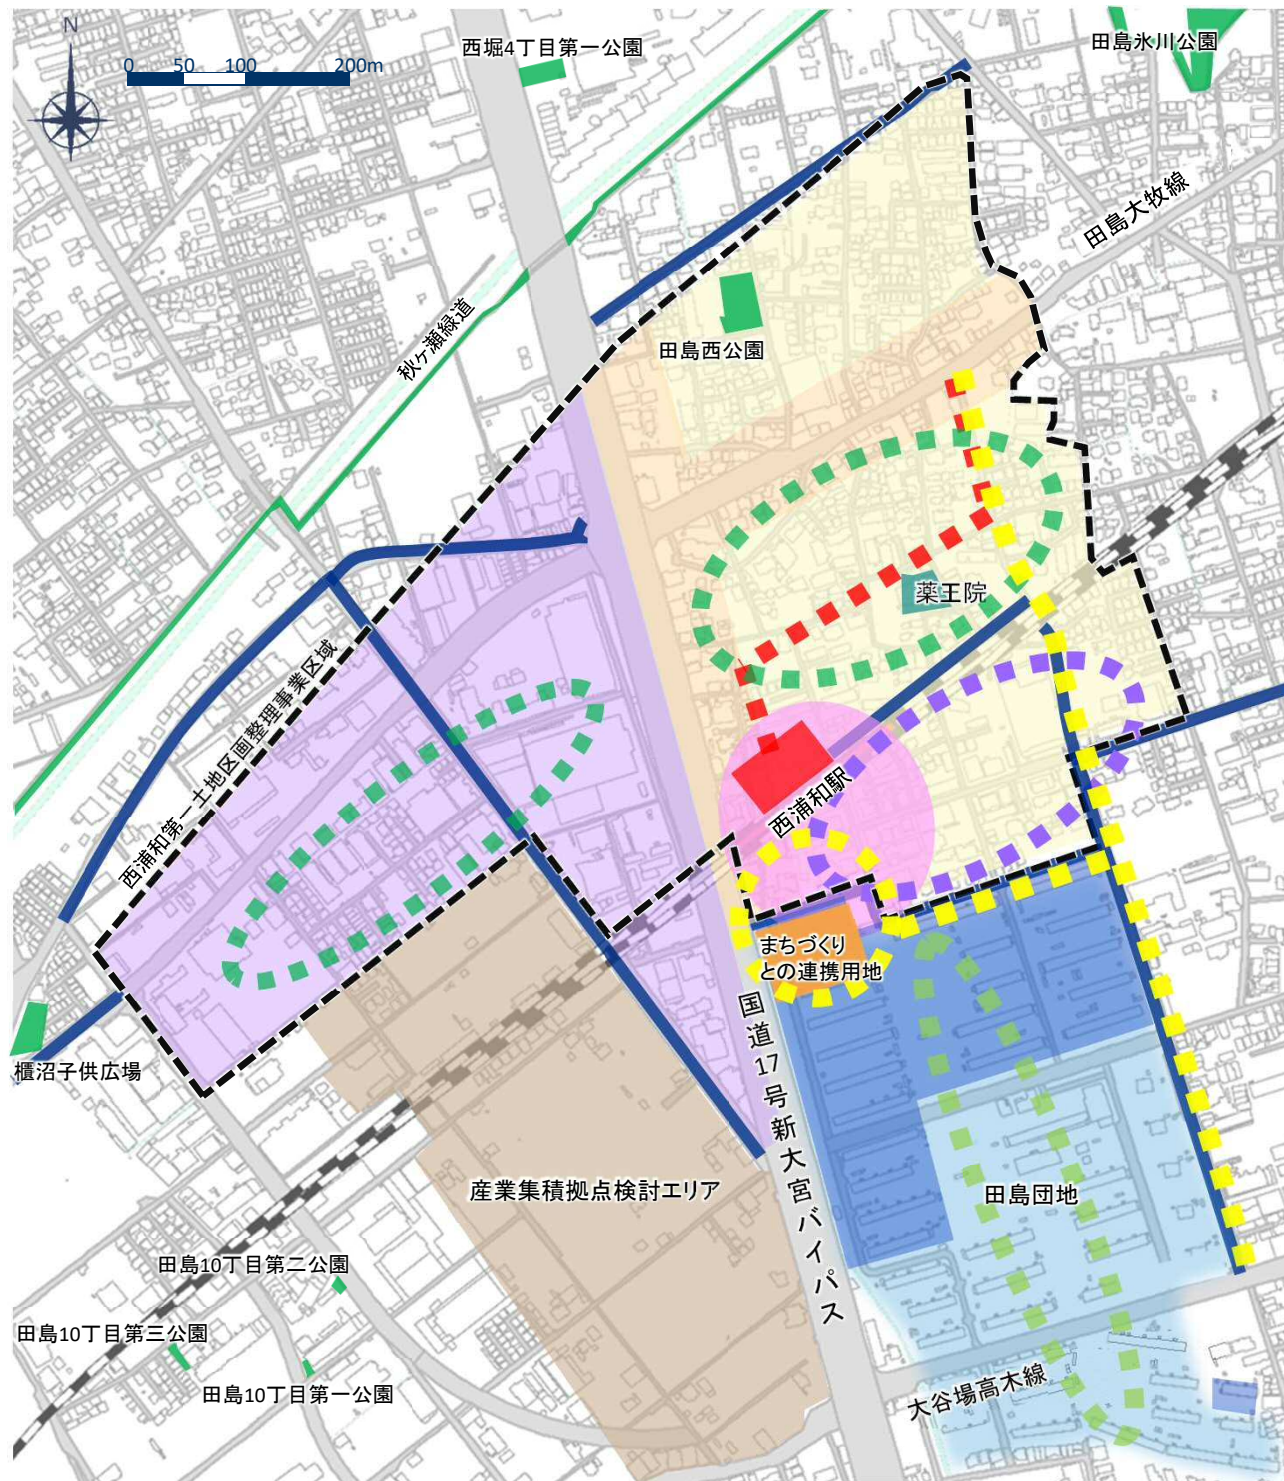 N
0 50 100 200m
西堀4丁目第一公園
田島氷川公園
田島大牧線
秋ヶ瀬緑道
田島西公園
薬王院
西浦和第一土地区画整理事業区域
西浦和駅
まちづくり
との連携用地
国道17号新大宮バイパス
櫃沼子供広場
産業集積拠点検討エリア
田島団地
田島10丁目第二公園
田島10丁目第三公園
田島10丁目第一公園
大谷場高木線